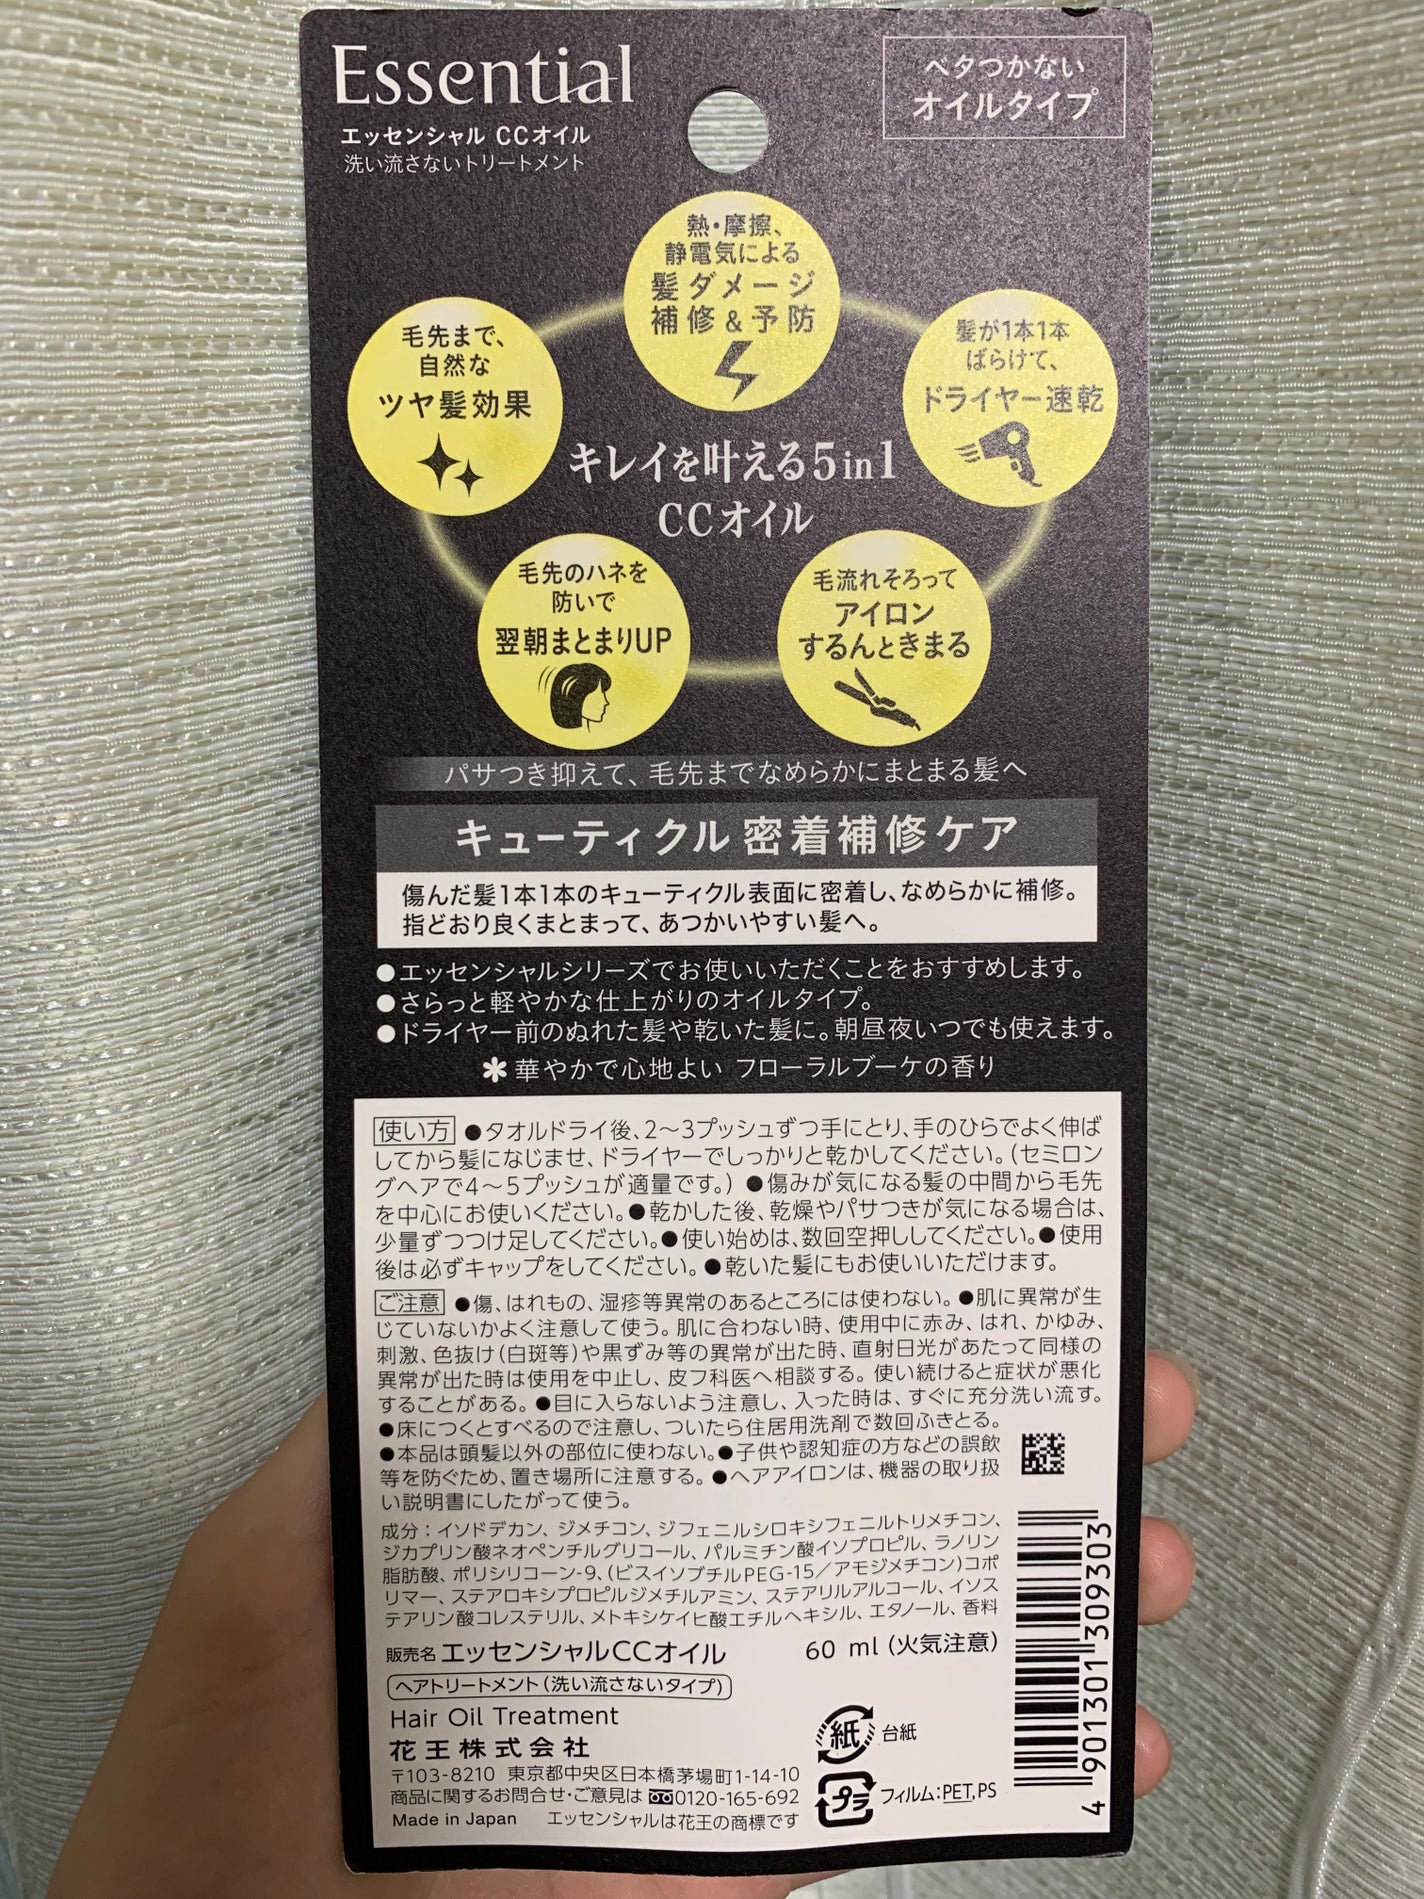 Essential
エッセンシャル CCオイル
洗い流さないトリートメント
ベタつかない
オイルタイプ
熱・摩擦、
静電気による
髪ダメージ
補修&予防
毛先まで、
自然な
ツヤ髪効果
髪が1本1本
ばらけて、
ドライヤー速乾
キレイを叶える5in1
CCオイル
毛先のハネを
防いで
翌朝まとまりUP
毛流れそろって
アイロン
するんときまる
パサつき抑えて、毛先までなめらかにまとまる髪へ
キューティクル 密着補修ケア
傷んだ髪1本1本のキューティクル表面に密着し、なめらかに補修。
指どおり良くまとまって、あつかいやすい髪へ。
●エッセンシャルシリーズでお使いいただくことをおすすめします。
●さらっと軽やかな仕上がりのオイルタイプ。
●ドライヤー前のぬれた髪や乾いた髪に。朝昼夜いつでも使えます。
✻華やかで心地よい フローラルブーケの香り
使い方 ●タオルドライ後、2〜3プッシュずつ手にとり、手のひらでよく伸ば
してから髪になじませ、ドライヤーでしっかりと乾かしてください。(セミロン
グヘアで4〜5プッシュが適量です。) ●傷みが気になる髪の中間から毛先
を中心にお使いください。●乾かした後、乾燥やパサつきが気になる場合は、
少量ずつつけ足してください。●使い始めは、数回空押ししてください。●使用
後は必ずキャップをしてください。●乾いた髪にもお使いいただけます。
ご注意 ●傷、はれもの、湿疹等異常のあるところには使わない。●肌に異常が生
じていないかよく注意して使う。肌に合わない時、使用中に赤み、はれ、かゆみ、
刺激、色抜け(白斑等)や黒ずみ等の異常が出た時、直射日光があたって同様の
異常が出た時は使用を中止し、皮フ科医へ相談する。使い続けると症状が悪化
することがある。●目に入らないよう注意し、入った時は、すぐに充分洗い流す。
●床につくとすべるので注意し、ついたら住居用洗剤で数回ふきとる。
●本品は頭髪以外の部位に使わない。●子供や認知症の方などの誤飲
等を防ぐため、置き場所に注意する。●ヘアアイロンは、機器の取り扱
い説明書にしたがって使う。
成分：イソドデカン、ジメチコン、ジフェニルシロキシフェニルトリメチコン、
ジカプリン酸ネオペンチルグリコール、パルミチン酸イソプロピル、ラノリン
脂肪酸、ポリシリコーン-9、(ビスイソブチルPEG-15／アモジメチコン)コポ
リマー、ステアロキシプロピルジメチルアミン、ステアリルアルコール、イソス
テアリン酸コレステリル、メトキシケイヒ酸エチルヘキシル、エタノール、香料
販売名 エッセンシャルCCオイル 60 ml (火気注意)
ヘアトリートメント(洗い流さないタイプ)
Hair Oil Treatment
花王株式会社
〒103-8210 東京都中央区日本橋茅場町1-14-10
商品に関するお問合せ・ご意見は 0120-165-692
Made in Japan エッセンシャルは花王の商標です
紙 台紙
プラ フィルム：PET,PS
4 901301 309303